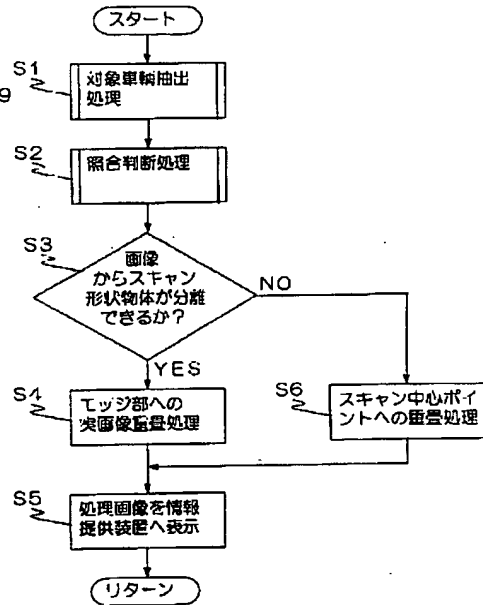 スタート
S1
対象車輌抽出
処理
9
S2
照合判断処理
S3
画像
からスキャン
形状物体が分離
できるか？
NO
YES
S4
エッジ部への
実画像重畳処理
S6
スキャン中心ポイ
ントへの重畳処理
S5
処理画像を情報
提供装置へ表示
リターン